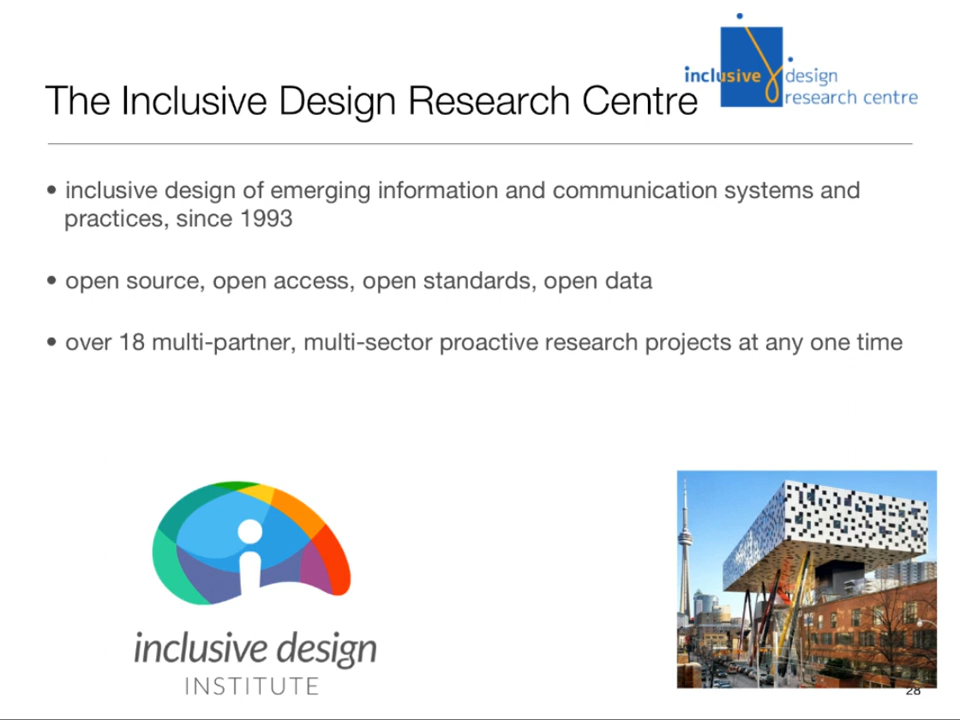 The Inclusive Design Research Centre
inclusive design
research centre
• inclusive design of emerging information and communication systems and
practices, since 1993
• open source, open access, open standards, open data
• over 18 multi-partner, multi-sector proactive research projects at any one time
i
inclusive design
INSTITUTE
28